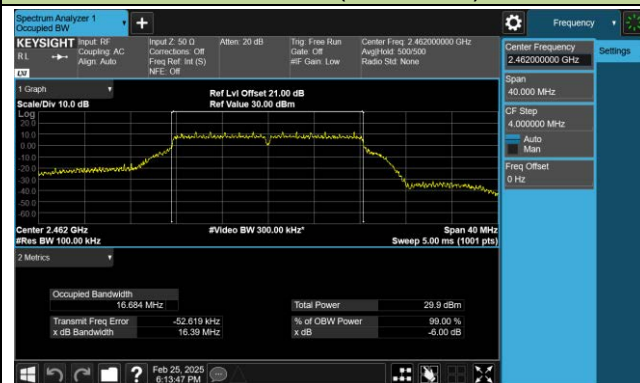 Spectrum Analyzer 1
Occupied BW
Frequency
KEYSIGHT
RL
LXI
Input: RF
Coupling: AC
Align: Auto
Input Z: 50 Ω
Corrections: Off
Freq Ref: Int (S)
NFE: Off
Atten: 20 dB
Trig: Free Run
Gate: Off
#IF Gain: Low
Center Freq: 2.462000000 GHz
Avg|Hold: 500/500
Radio Std: None
Center Frequency
2.462000000 GHz
Settings
Span
40.000 MHz
CF Step
4.000000 MHz
Auto
Man
Freq Offset
0 Hz
1 Graph
Scale/Div 10.0 dB
Ref Lvl Offset 21.00 dB
Ref Value 30.00 dBm
Log
20.0
10.0
0.00
-10.0
-20.0
-30.0
-40.0
-50.0
-60.0
Center 2.462 GHz
#Video BW 300.00 kHz*
Span 40 MHz
#Res BW 100.00 kHz
Sweep 5.00 ms (1001 pts)
2 Metrics
Occupied Bandwidth
16.684 MHz
Total Power 29.9 dBm
Transmit Freq Error -52.619 kHz
% of OBW Power 99.00 %
x dB Bandwidth 16.39 MHz
x dB -6.00 dB
?
Feb 25, 2025
6:13:47 PM